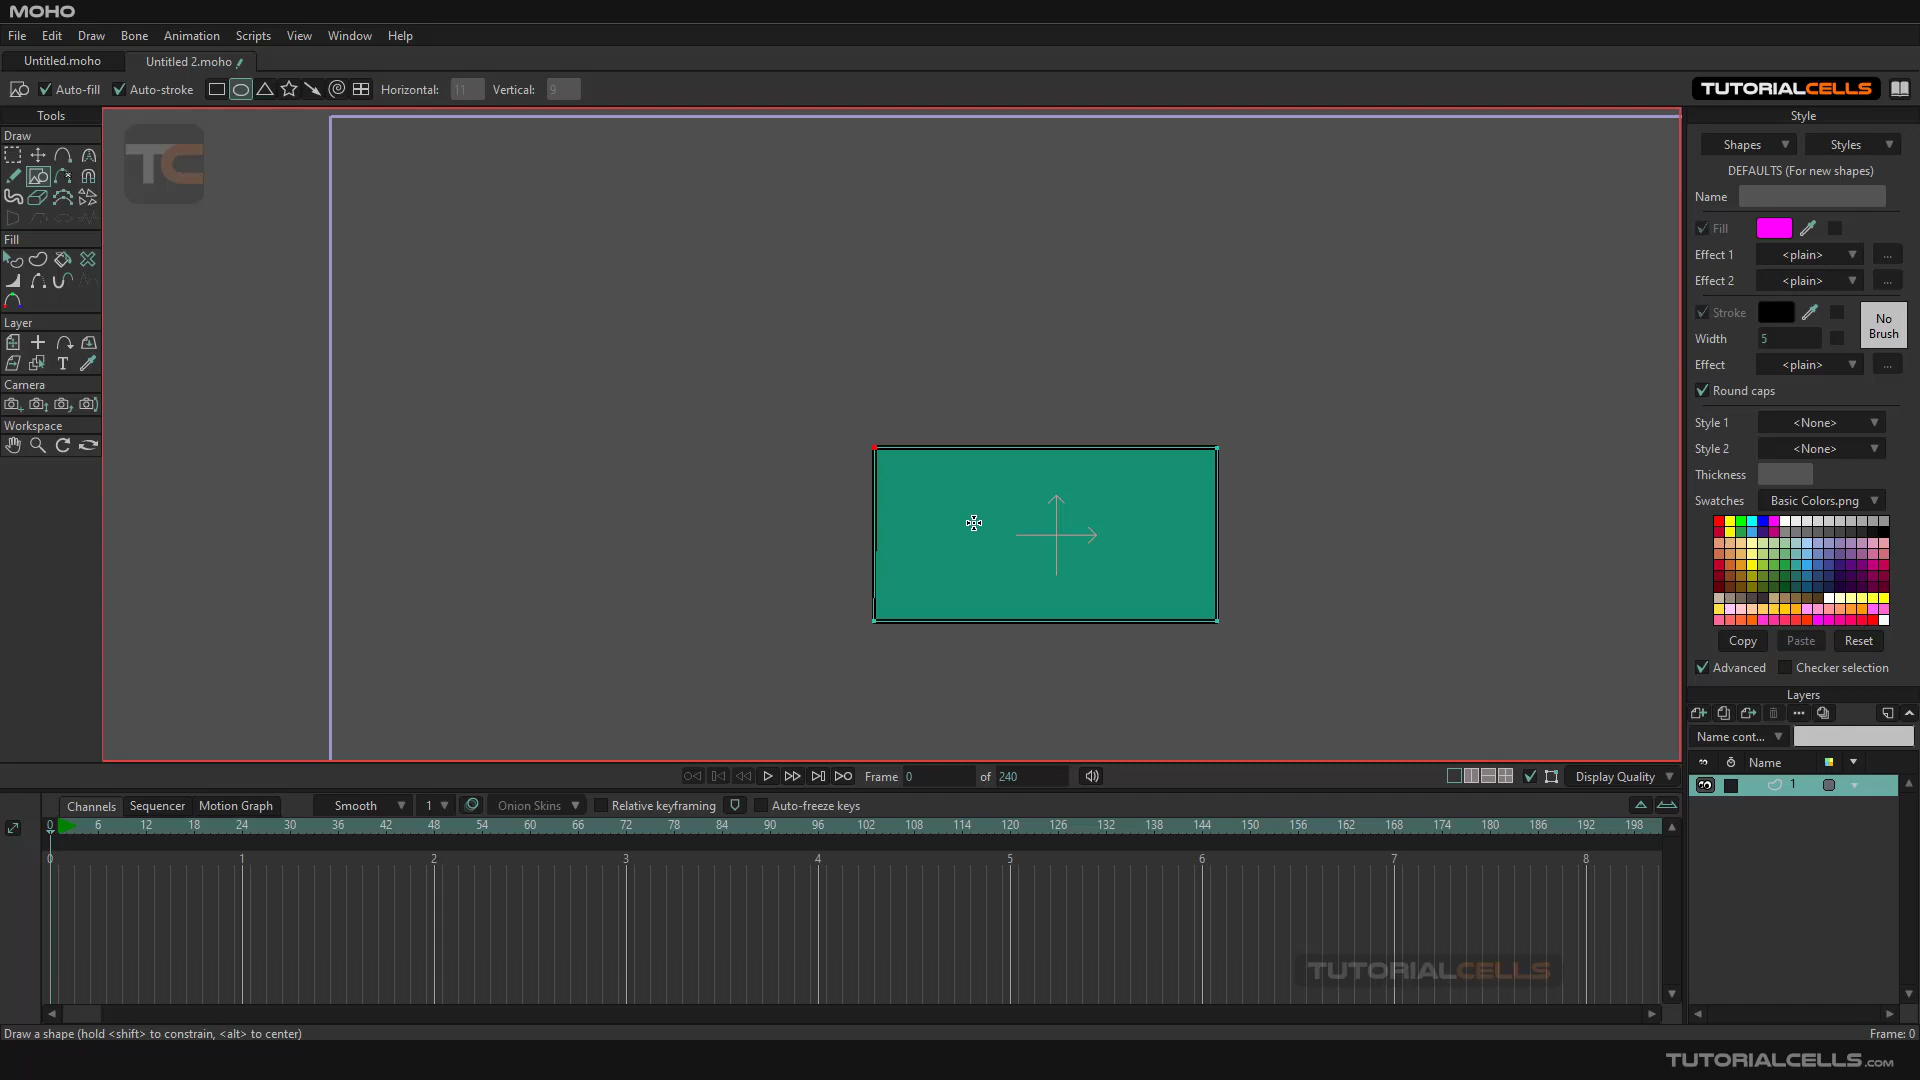 MOHO
File Edit Draw Bone Animation Scripts View Window Help
Untitled.moho Untitled 2.moho
Auto-fill Auto-stroke Horizontal: 11 Vertical: 9
TUTORIALCELLS
Tools
Style
Draw
TC
Shapes Styles
DEFAULTS (For new shapes)
Name
Fill
Fill
Effect 1 <plain> ...
Effect 2 <plain> ...
Stroke
No Brush
Width 5
Effect <plain> ...
Round caps
Layer
T
Camera
Workspace
Style 1 <None>
Style 2 <None>
Thickness
Swatches Basic Colors.png
Copy Paste Reset
Advanced Checker selection
Layers
Name cont...
Name
1
Frame 0 of 240
Display Quality
Channels Sequencer Motion Graph Smooth 1 Onion Skins Relative keyframing Auto-freeze keys
0 6 12 18 24 30 36 42 48 54 60 66 72 78 84 90 96 102 108 114 120 126 132 138 144 150 156 162 168 174 180 186 192 198
0 1 2 3 4 5 6 7 8
TUTORIALCELLS
Draw a shape (hold <shift> to constrain, <alt> to center)
Frame: 0
TUTORIALCELLS.COM